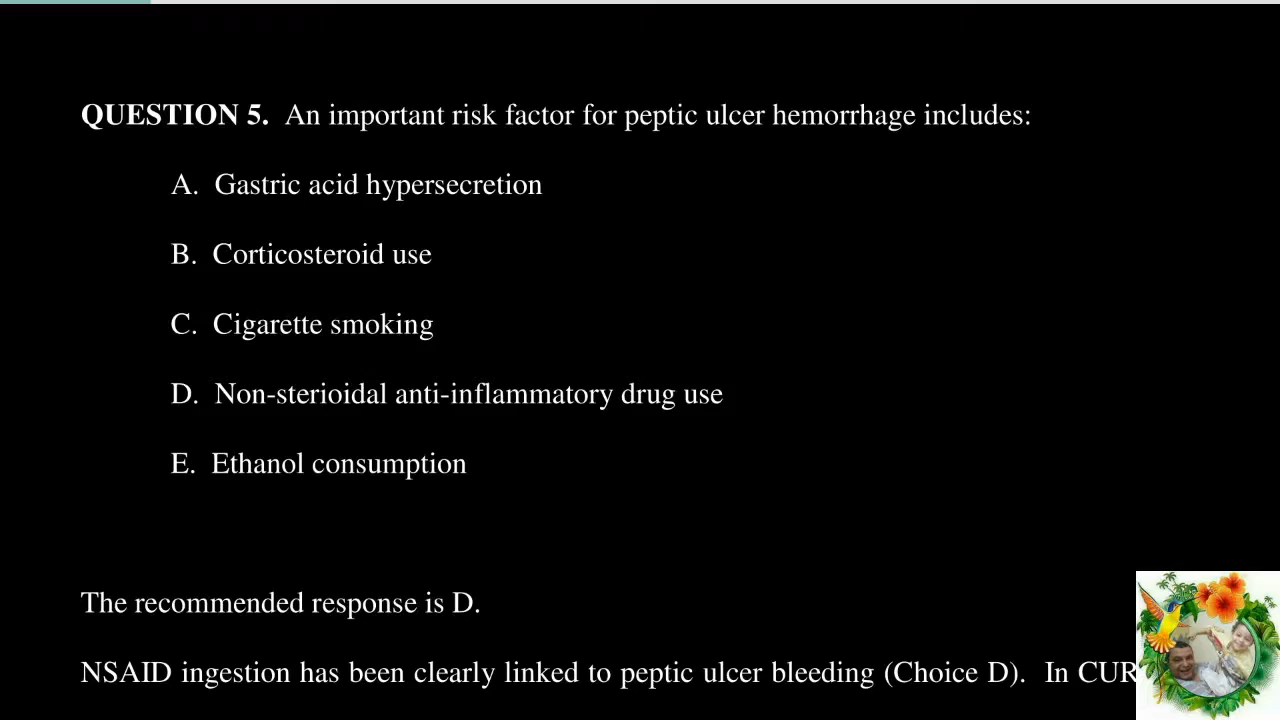 QUESTION 5. An important risk factor for peptic ulcer hemorrhage includes:
A. Gastric acid hypersecretion
B. Corticosteroid use
C. Cigarette smoking
D. Non-sterioidal anti-inflammatory drug use
E. Ethanol consumption
The recommended response is D.
NSAID ingestion has been clearly linked to peptic ulcer bleeding (Choice D). In